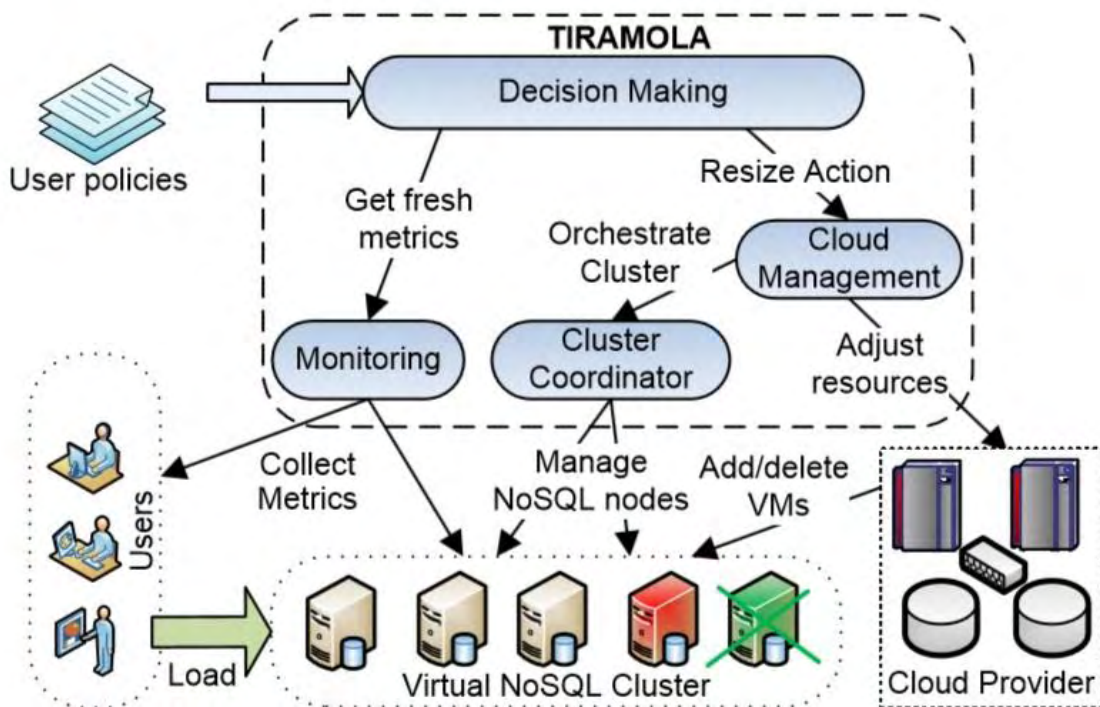 TIRAMOLA
Decision Making
User policies
Resize Action
Get fresh
metrics
Orchestrate
Cluster
Cloud
Management
Monitoring
Cluster
Coordinator
Adjust
resources
Collect
Metrics
Manage
NoSQL nodes
Add/delete
VMs
Users
Load
Virtual NoSQL Cluster
Cloud Provider